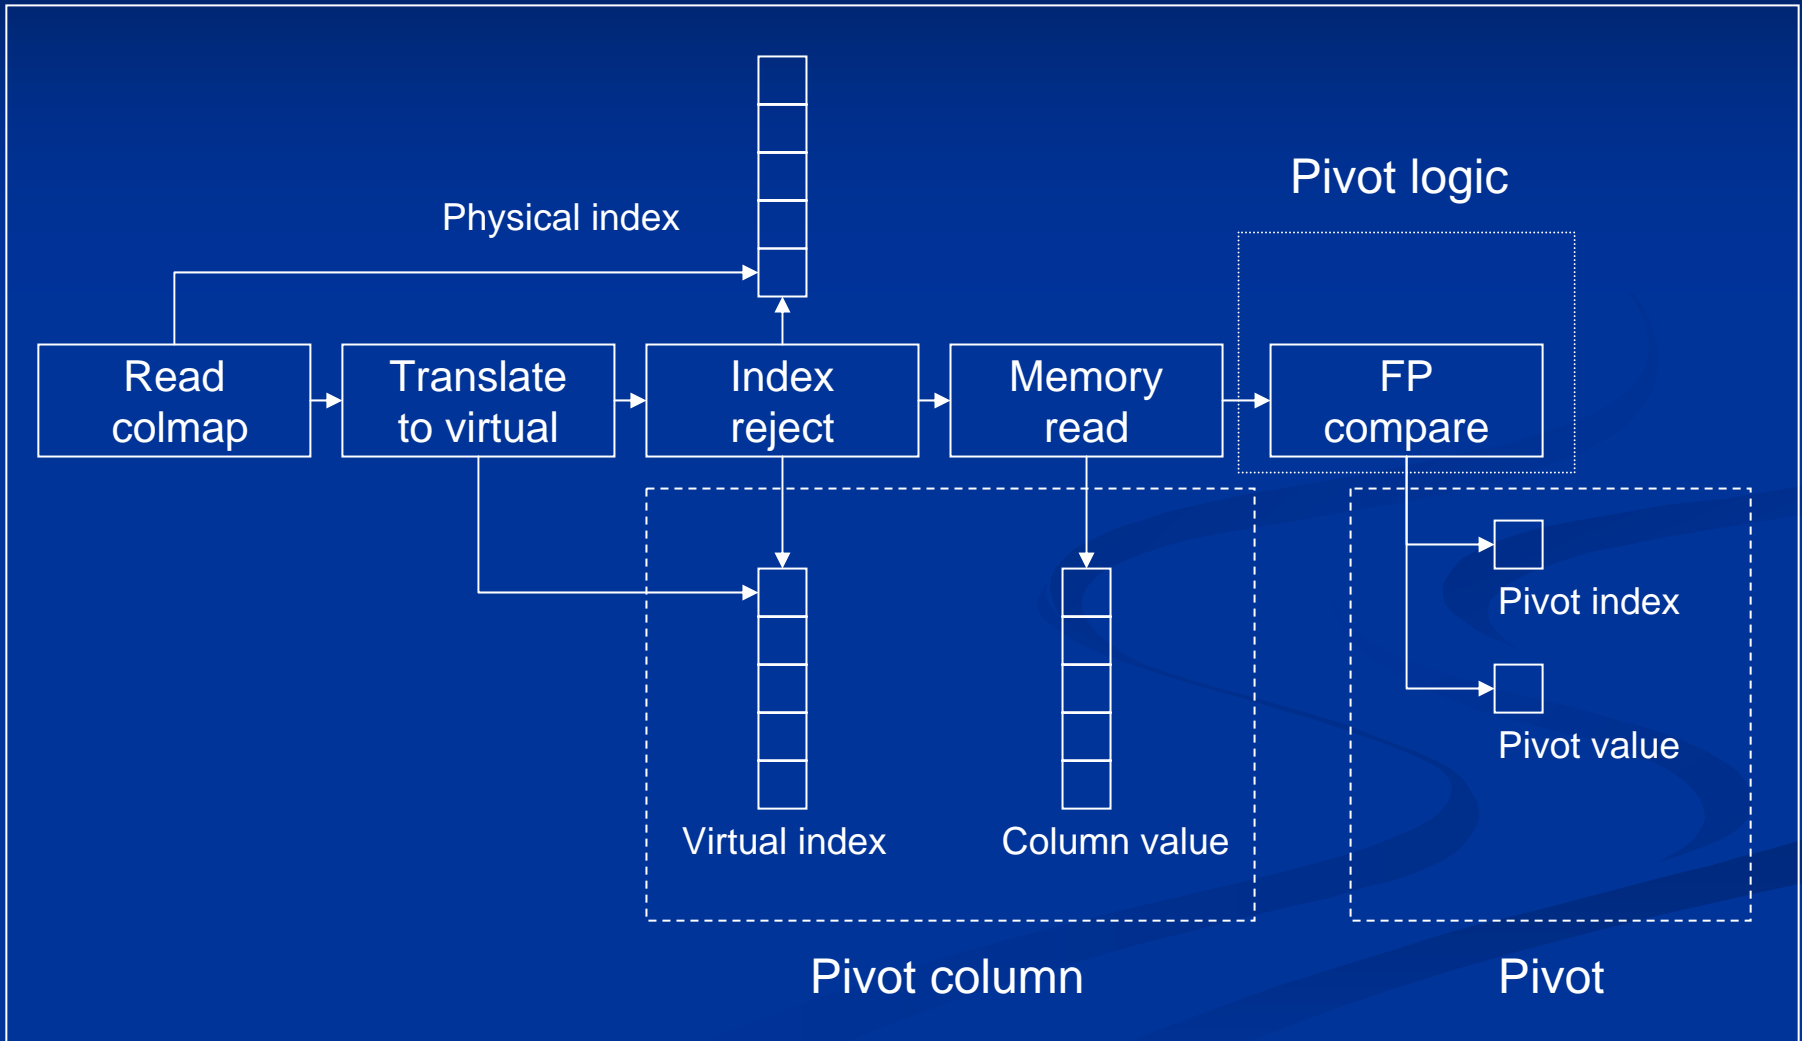 Pivot logic
Physical index
Read
colmap
Translate
to virtual
Index
reject
Memory
read
FP
compare
Pivot index
Pivot value
Virtual index
Column value
Pivot column
Pivot